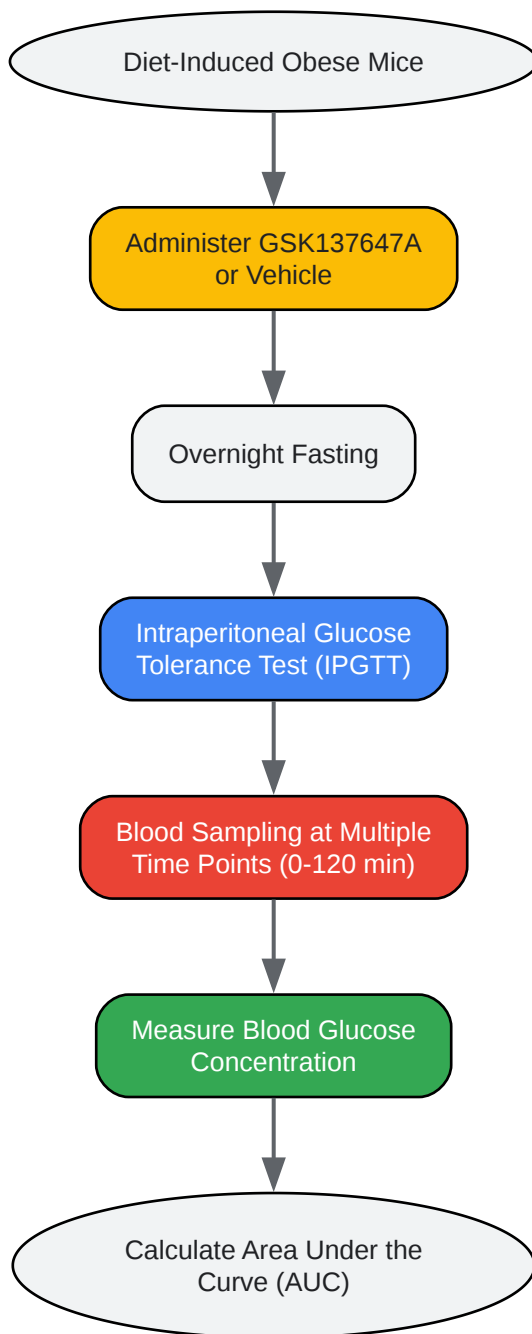 Diet-Induced Obese Mice
Administer GSK137647A
or Vehicle
Overnight Fasting
Intraperitoneal Glucose
Tolerance Test (IPGTT)
Blood Sampling at Multiple
Time Points (0-120 min)
Measure Blood Glucose
Concentration
Calculate Area Under the
Curve (AUC)